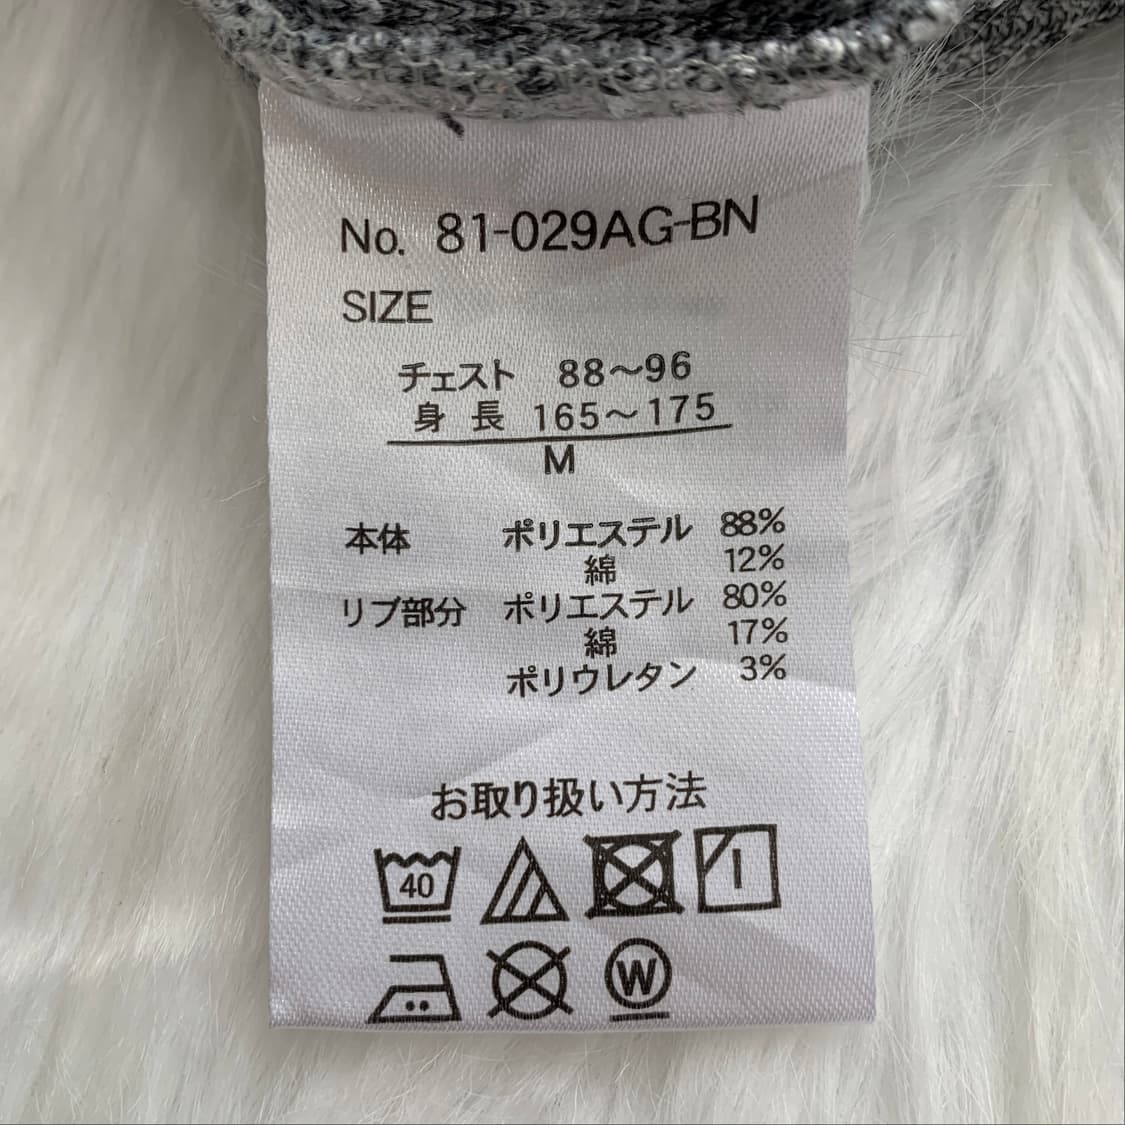 No. 81-029AG-BN
SIZE
チェスト 88～96
身 長 165～175
M
本体 ポリエステル 88%
綿 12%
リブ部分 ポリエステル 80%
綿 17%
ポリウレタン 3%
お取り扱い方法
40
W